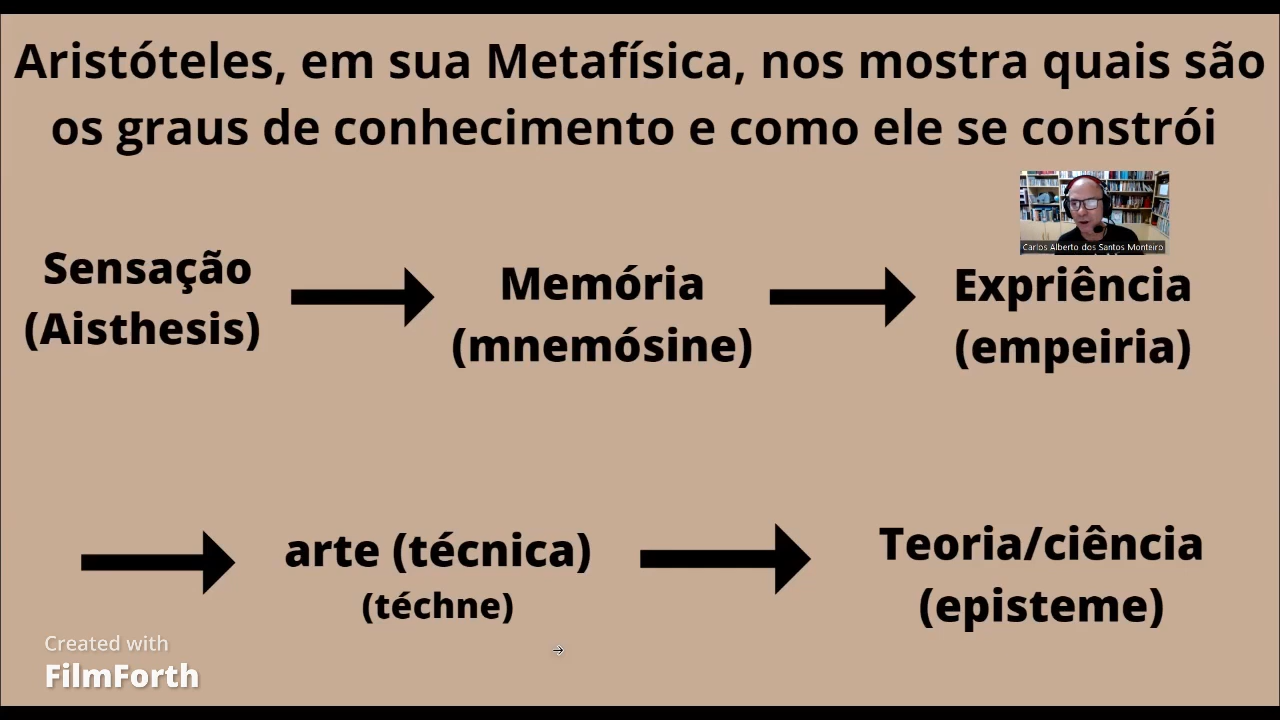 Aristóteles, em sua Metafísica, nos mostra quais são
os graus de conhecimento e como ele se constrói
Carlos Alberto dos Santos Monteiro
Sensação
(Aisthesis)
Memória
(mnemósine)
Expriência
(empeiria)
arte (técnica)
(téchne)
Teoria/ciência
(episteme)
Created with
FilmForth